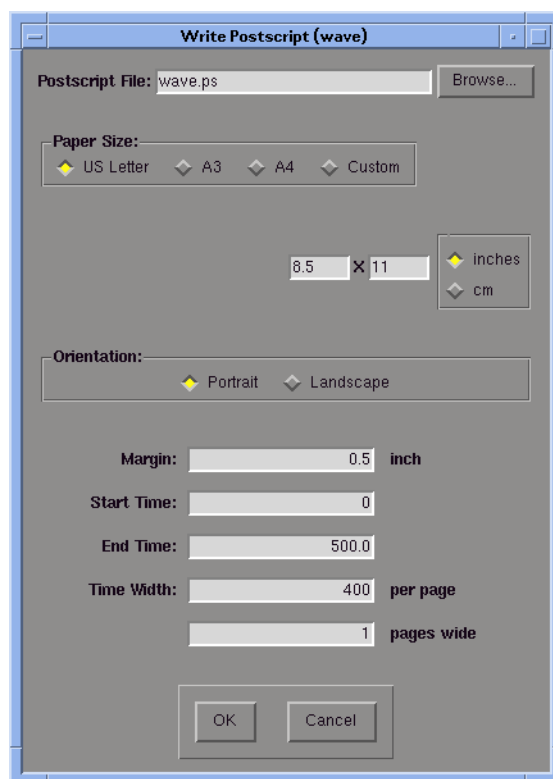 Write Postscript (wave)
Postscript File: wave.ps Browse...
Paper Size:
US Letter A3 A4 Custom
8.5 X 11 inches
cm
Orientation:
Portrait Landscape
Margin: 0.5 inch
Start Time: 0
End Time: 500.0
Time Width: 400 per page
1 pages wide
OK Cancel